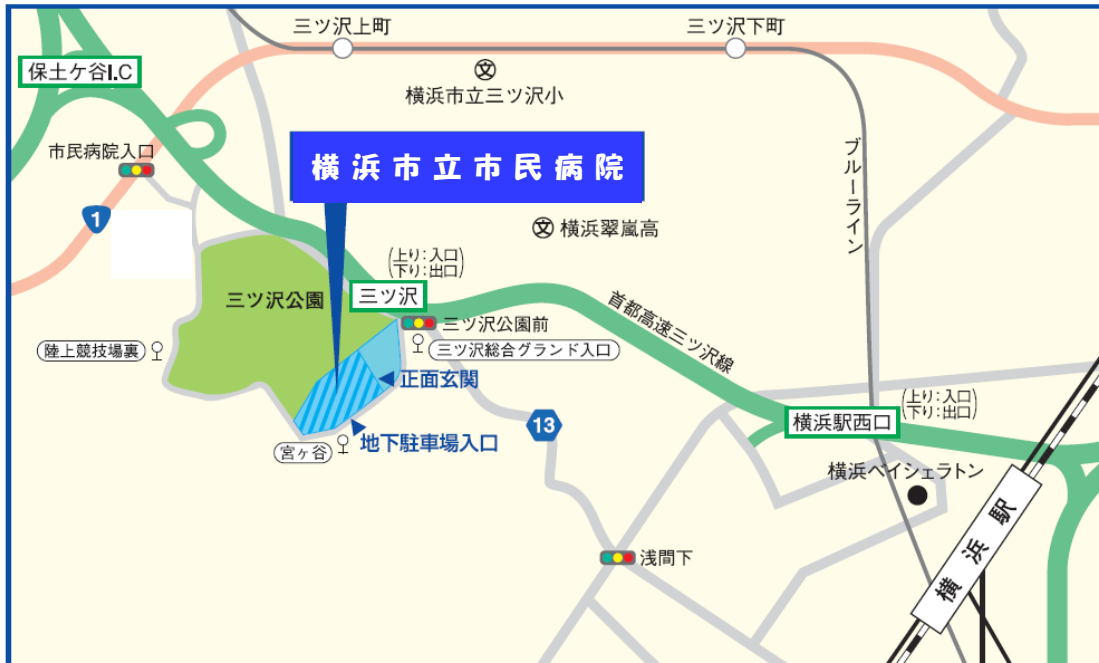 三ツ沢上町
三ツ沢下町
保土ケ谷I.C
文
横浜市立三ツ沢小
市民病院入口
横浜市立市民病院
ブルーライン
1
文 横浜翠嵐高
(上り:入口
下り:出口)
三ツ沢公園
三ツ沢
首都高速三ツ沢線
三ツ沢公園前
陸上競技場裏
三ツ沢総合グランド入口
正面玄関
(上り:入口
下り:出口)
13
横浜駅西口
地下駐車場入口
宮ヶ谷
横浜ベイシェラトン
浅間下
横浜駅